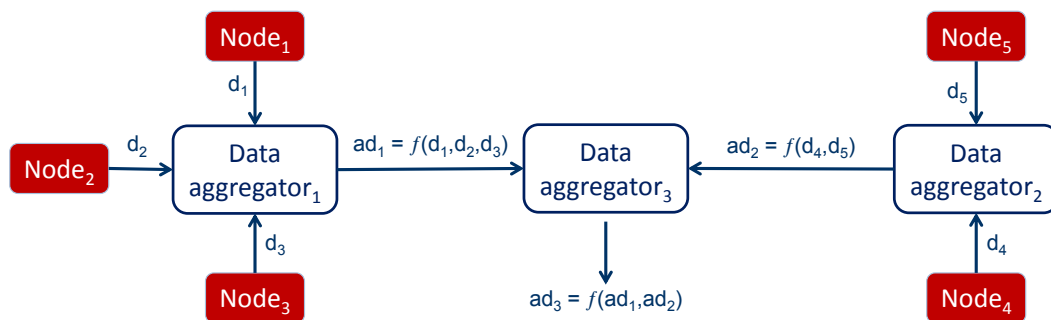 Node₁
Node₅
d₁
d₅
d₂
ad₁ = f(d₁,d₂,d₃)
ad₂ = f(d₄,d₅)
Node₂
Data
aggregator₁
Data
aggregator₃
Data
aggregator₂
d₃
d₄
Node₃
ad₃ = f(ad₁,ad₂)
Node₄